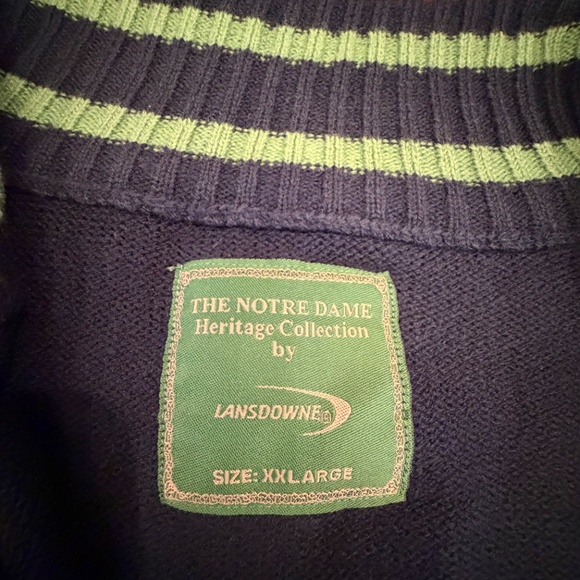 THE NOTRE DAME
Heritage Collection
by
LANSDOWNE®
SIZE: XXLARGE